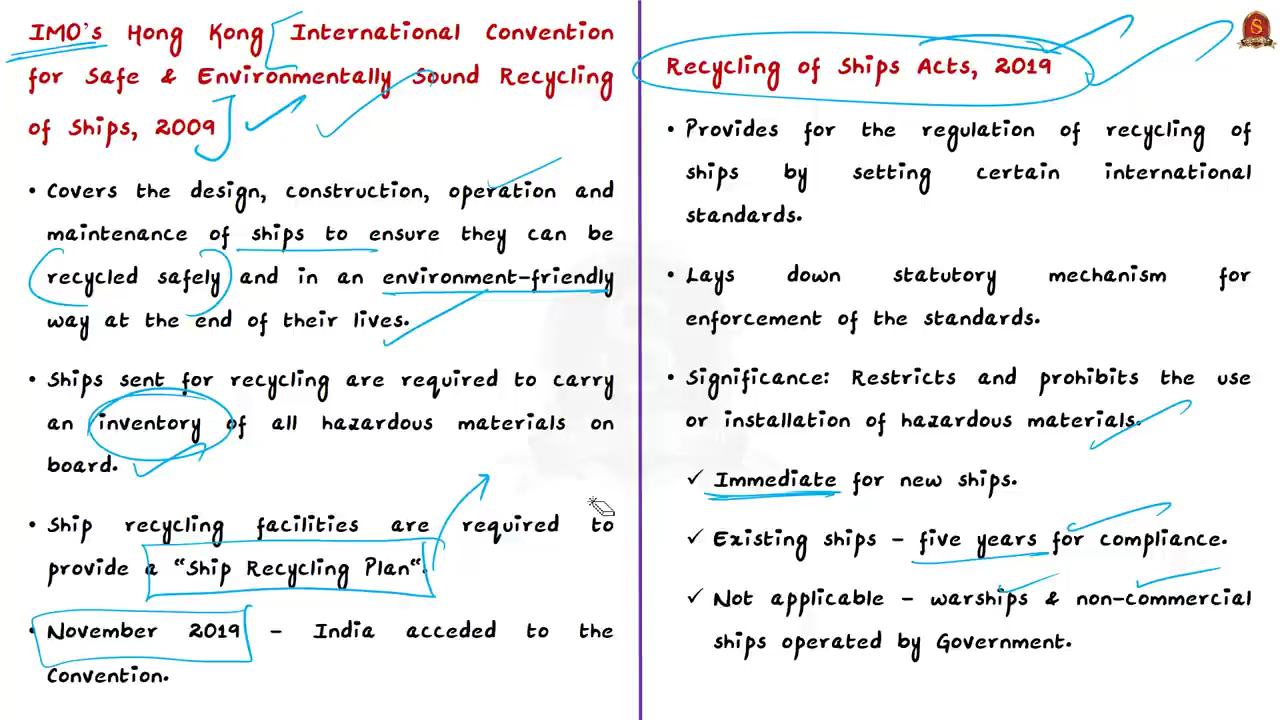 IMO's Hong Kong International Convention
for Safe & Environmentally Sound Recycling
of Ships, 2009
• Covers the design, construction, operation and
maintenance of ships to ensure they can be
recycled safely and in an environment-friendly
way at the end of their lives.
• Ships sent for recycling are required to carry
an inventory of all hazardous materials on
board.
• Ship recycling facilities are required to
provide a "Ship Recycling Plan".
• November 2019 - India acceded to the
Convention.
Recycling of Ships Acts, 2019
• Provides for the regulation of recycling of
ships by setting certain international
standards.
• Lays down statutory mechanism for
enforcement of the standards.
• Significance: Restricts and prohibits the use
or installation of hazardous materials.
✓ Immediate for new ships.
✓ Existing ships - five years for compliance.
✓ Not applicable - warships & non-commercial
ships operated by Government.
S